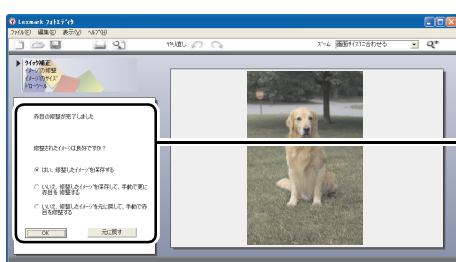 Lexmark フォトエディタ
ファイル(F) 編集(E) 表示(V) ヘルプ(H)
やり直し
ズーム 画面サイズに合わせる
クイック補正
イメージの修整
イメージのサイズ
ドローツール
赤目の修整が完了しました
修整されたイメージは良好ですか?
はい、修整したイメージを保存する
いいえ、修整したイメージを保存して、手動で更に
赤目を 修整する
いいえ、修整したイメージを元に戻して、手動で赤
目を修整する
OK 元に戻す